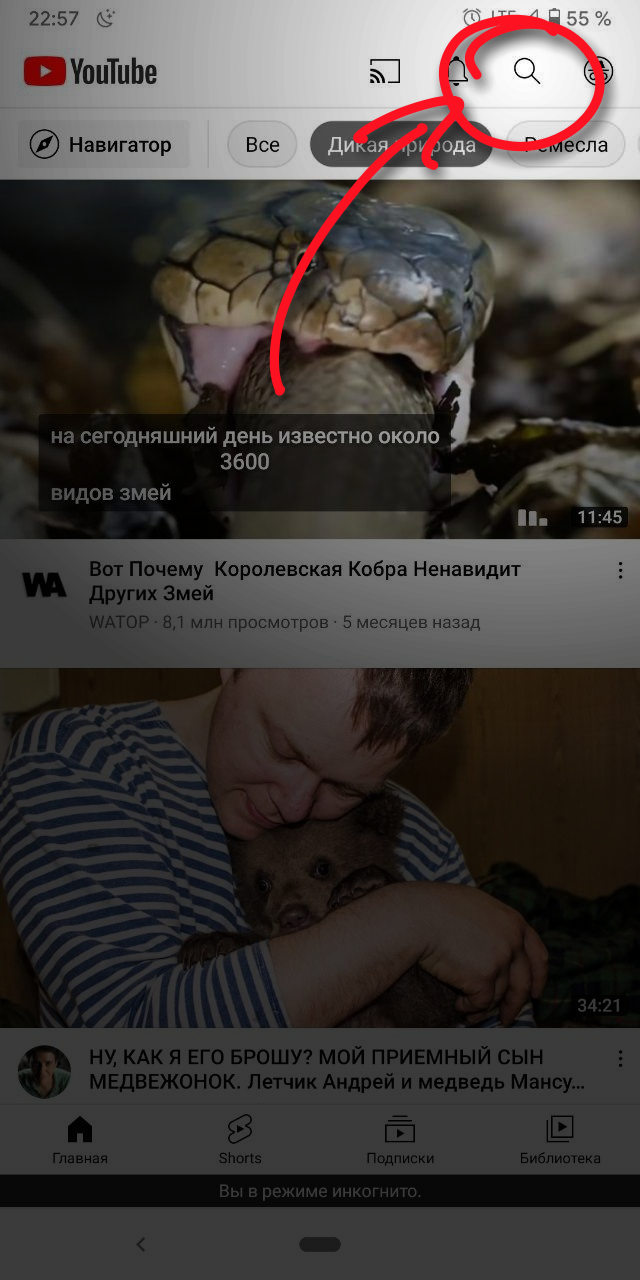 22:57
LTE
55 %
YouTube
Навигатор
Все
Дикая природа
Ремесла
на сегодняшний день известно около
3600
видов змей
11:45
WA
Вот Почему Королевская Кобра Ненавидит
Других Змей
WATOP · 8,1 млн просмотров · 5 месяцев назад
34:21
НУ, КАК Я ЕГО БРОШУ? МОЙ ПРИЕМНЫЙ СЫН
МЕДВЕЖОНОК. Летчик Андрей и медведь Мансу...
Главная
Shorts
Подписки
Библиотека
Вы в режиме инкогнито.